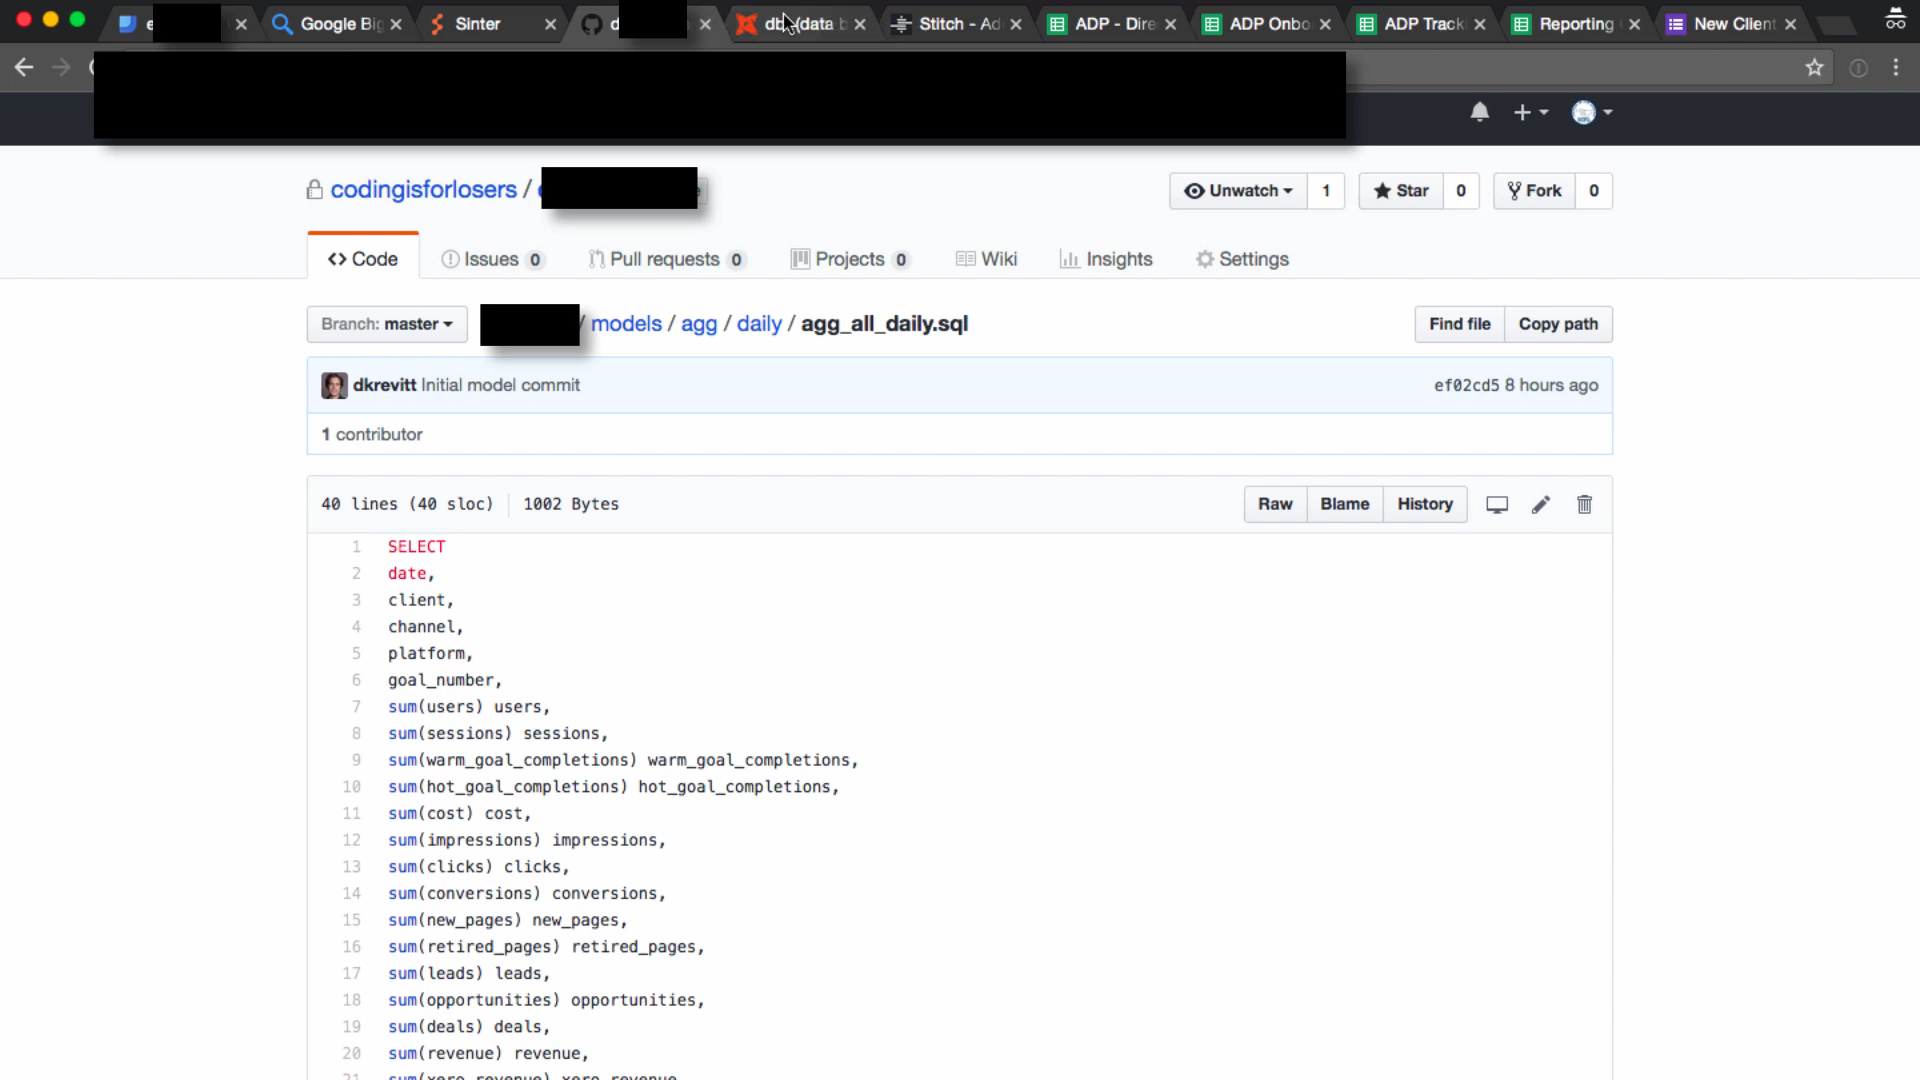 e
Google Big
Sinter
d
dbt (data b
Stitch - Ad
ADP - Dire
ADP Onbo
ADP Track
Reporting
New Client
codingisforlosers /
Unwatch 1
Star 0
Fork 0
Code
Issues 0
Pull requests 0
Projects 0
Wiki
Insights
Settings
Branch: master
/ models / agg / daily / agg_all_daily.sql
Find file
Copy path
dkrevitt Initial model commit
ef02cd5 8 hours ago
1 contributor
40 lines (40 sloc) 1002 Bytes
Raw
Blame
History
1 SELECT
2 date,
3 client,
4 channel,
5 platform,
6 goal_number,
7 sum(users) users,
8 sum(sessions) sessions,
9 sum(warm_goal_completions) warm_goal_completions,
10 sum(hot_goal_completions) hot_goal_completions,
11 sum(cost) cost,
12 sum(impressions) impressions,
13 sum(clicks) clicks,
14 sum(conversions) conversions,
15 sum(new_pages) new_pages,
16 sum(retired_pages) retired_pages,
17 sum(leads) leads,
18 sum(opportunities) opportunities,
19 sum(deals) deals,
20 sum(revenue) revenue,
21 sum(xero_revenue) xero_revenue